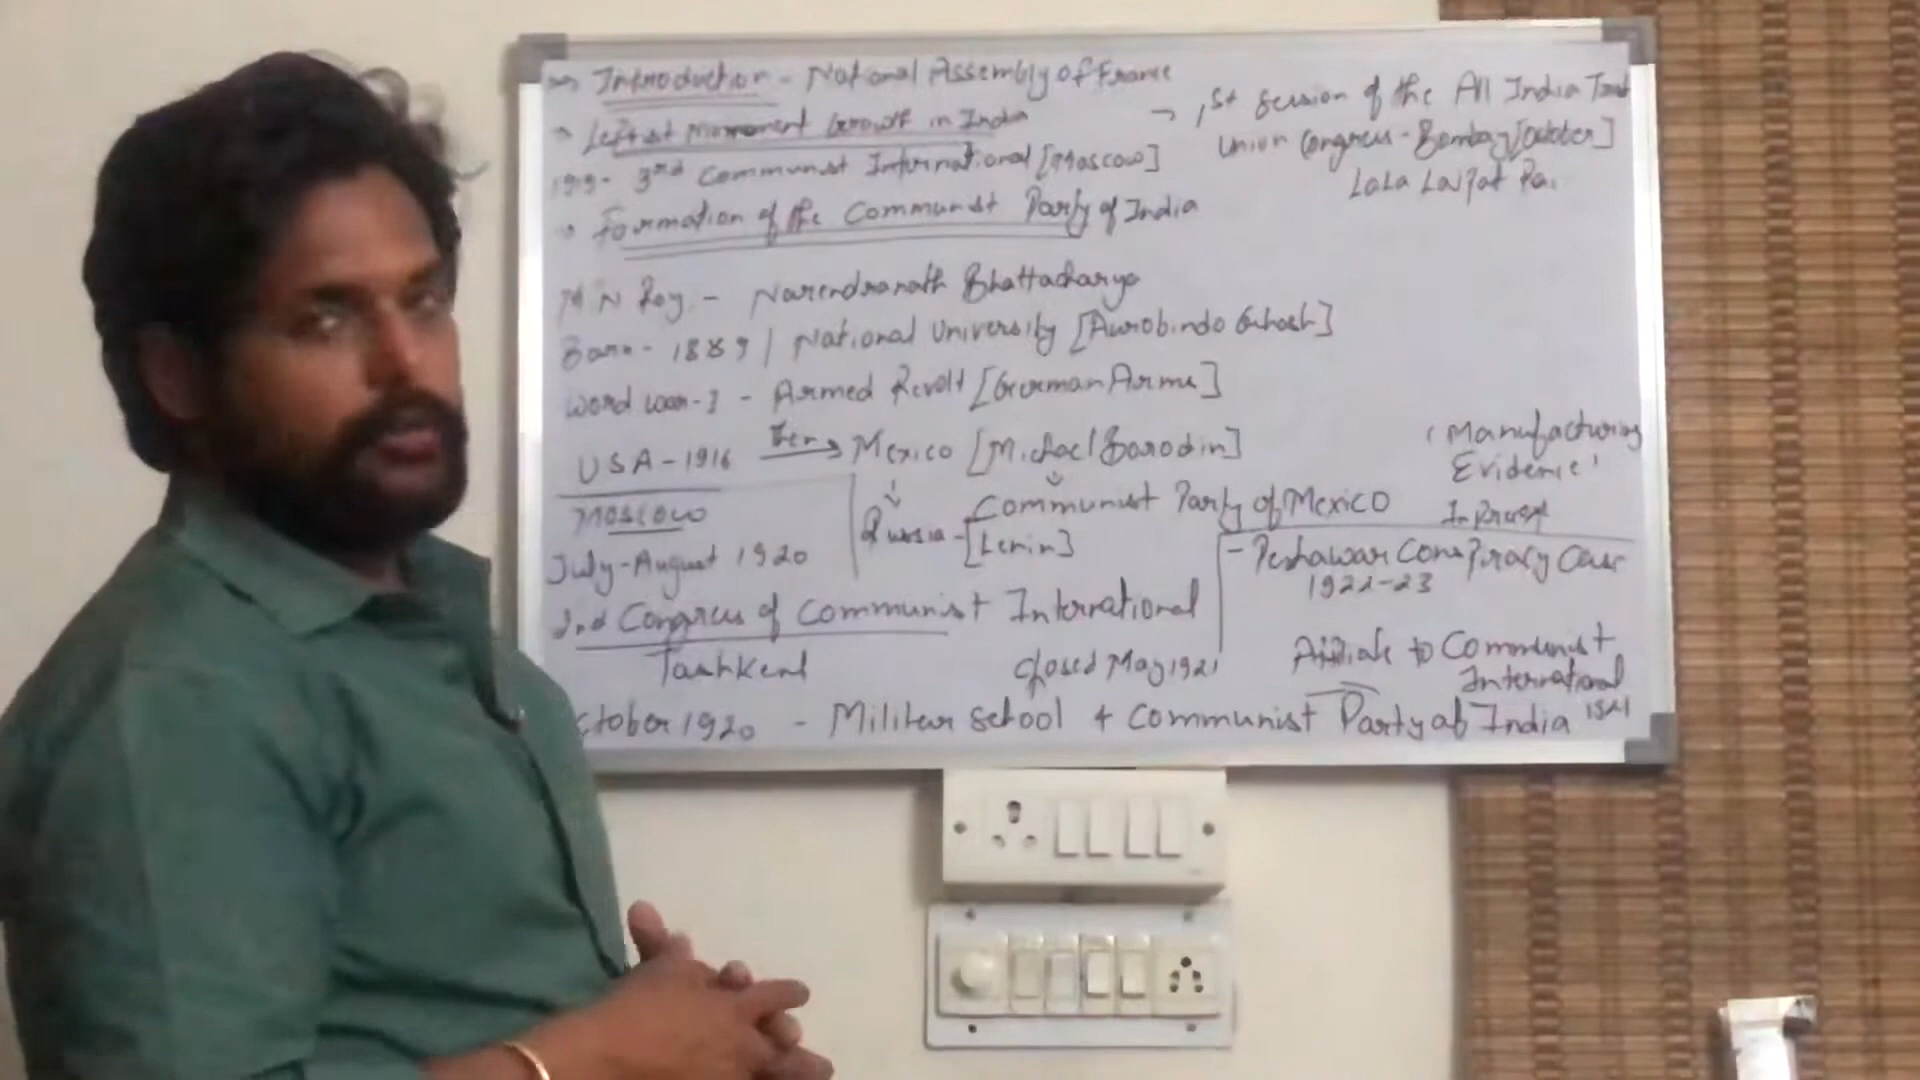 Introduction - National Assembly of France
Leftist Movement Growth in India
1919- 3rd Communist International [Moscow]
Formation of the Communist Party of India
M N Roy - Narendranath Bhattacharya
Born - 1889 / National University [Aurobindo Ghosh]
Word War-I - Armed Revolt [German Arms]
USA-1916 then → Mexico [Michael Borodin]
Communist Party of Mexico
Russia - [Lenin]
Moscow
July-August 1920
2nd Congress of Communist International
Tashkent
Closed May 1921
October 1920 - Military School + Communist Party of India
1st Session of the All India Trade
Union Congress - Bombay [October]
Lala Lajpat Rai
'Manufacturing
Evidence'
- Peshawar Conspiracy Case
1922-23
Affiliate to Communist
International
1921